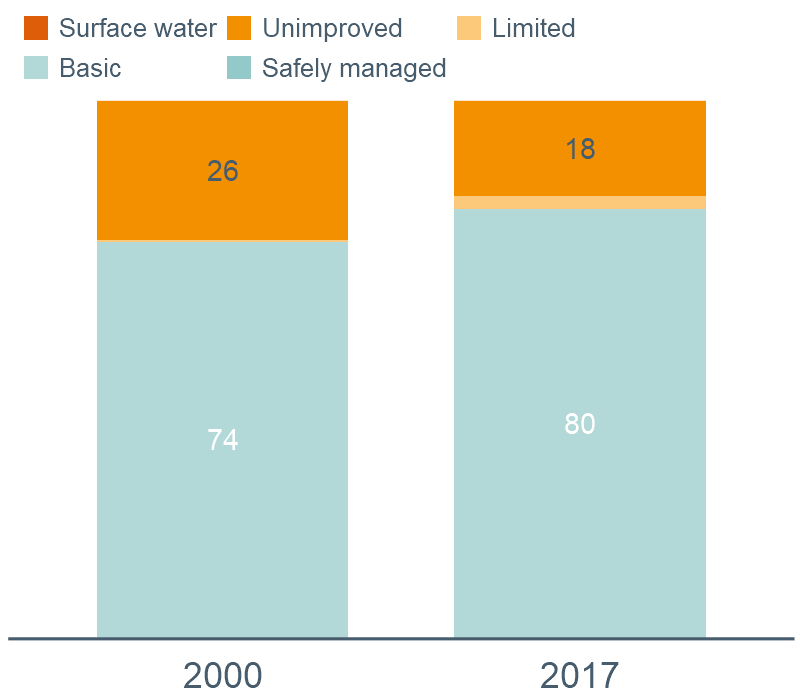 Surface water Unimproved Limited
Basic Safely managed
26 18
74 80
2000 2017